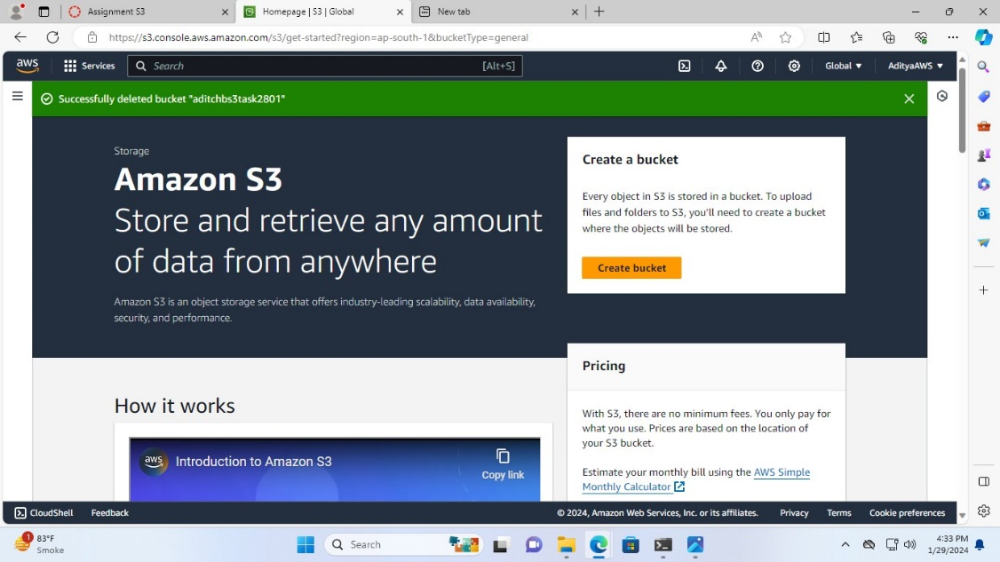 Assignment S3
Homepage | S3 | Global
New tab
https://s3.console.aws.amazon.com/s3/get-started?region=ap-south-1&bucketType=general
aws
Services
Search
[Alt+S]
Global
AdityaAWS
Successfully deleted bucket "aditchbs3task2801"
Storage
Amazon S3
Store and retrieve any amount
of data from anywhere
Amazon S3 is an object storage service that offers industry-leading scalability, data availability,
security, and performance.
Create a bucket
Every object in S3 is stored in a bucket. To upload
files and folders to S3, you'll need to create a bucket
where the objects will be stored.
Create bucket
Pricing
With S3, there are no minimum fees. You only pay for
what you use. Prices are based on the location of
your S3 bucket.
Estimate your monthly bill using the AWS Simple
Monthly Calculator
How it works
aws
Introduction to Amazon S3
Copy link
CloudShell
Feedback
© 2024, Amazon Web Services, Inc. or its affiliates.
Privacy
Terms
Cookie preferences
1
83°F
Smoke
Search
4:33 PM
1/29/2024